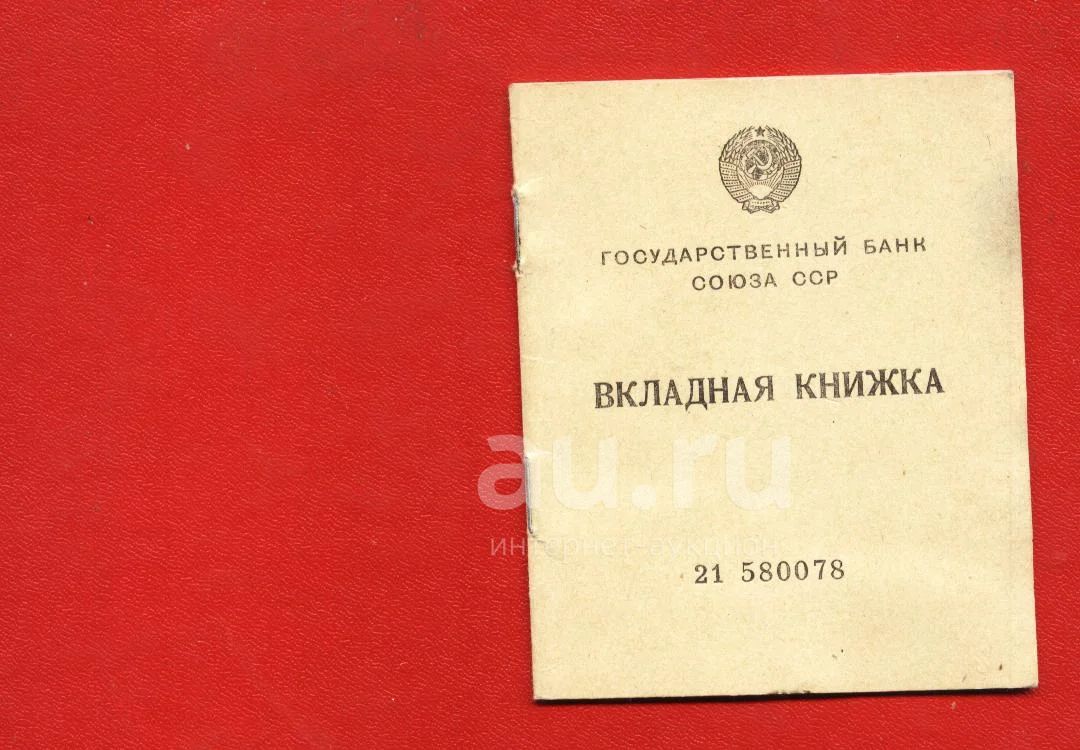 ГОСУДАРСТВЕННЫЙ БАНК
СОЮЗА ССР
ВКЛАДНАЯ КНИЖКА
au.ru
интернет-аукцион
21 580078